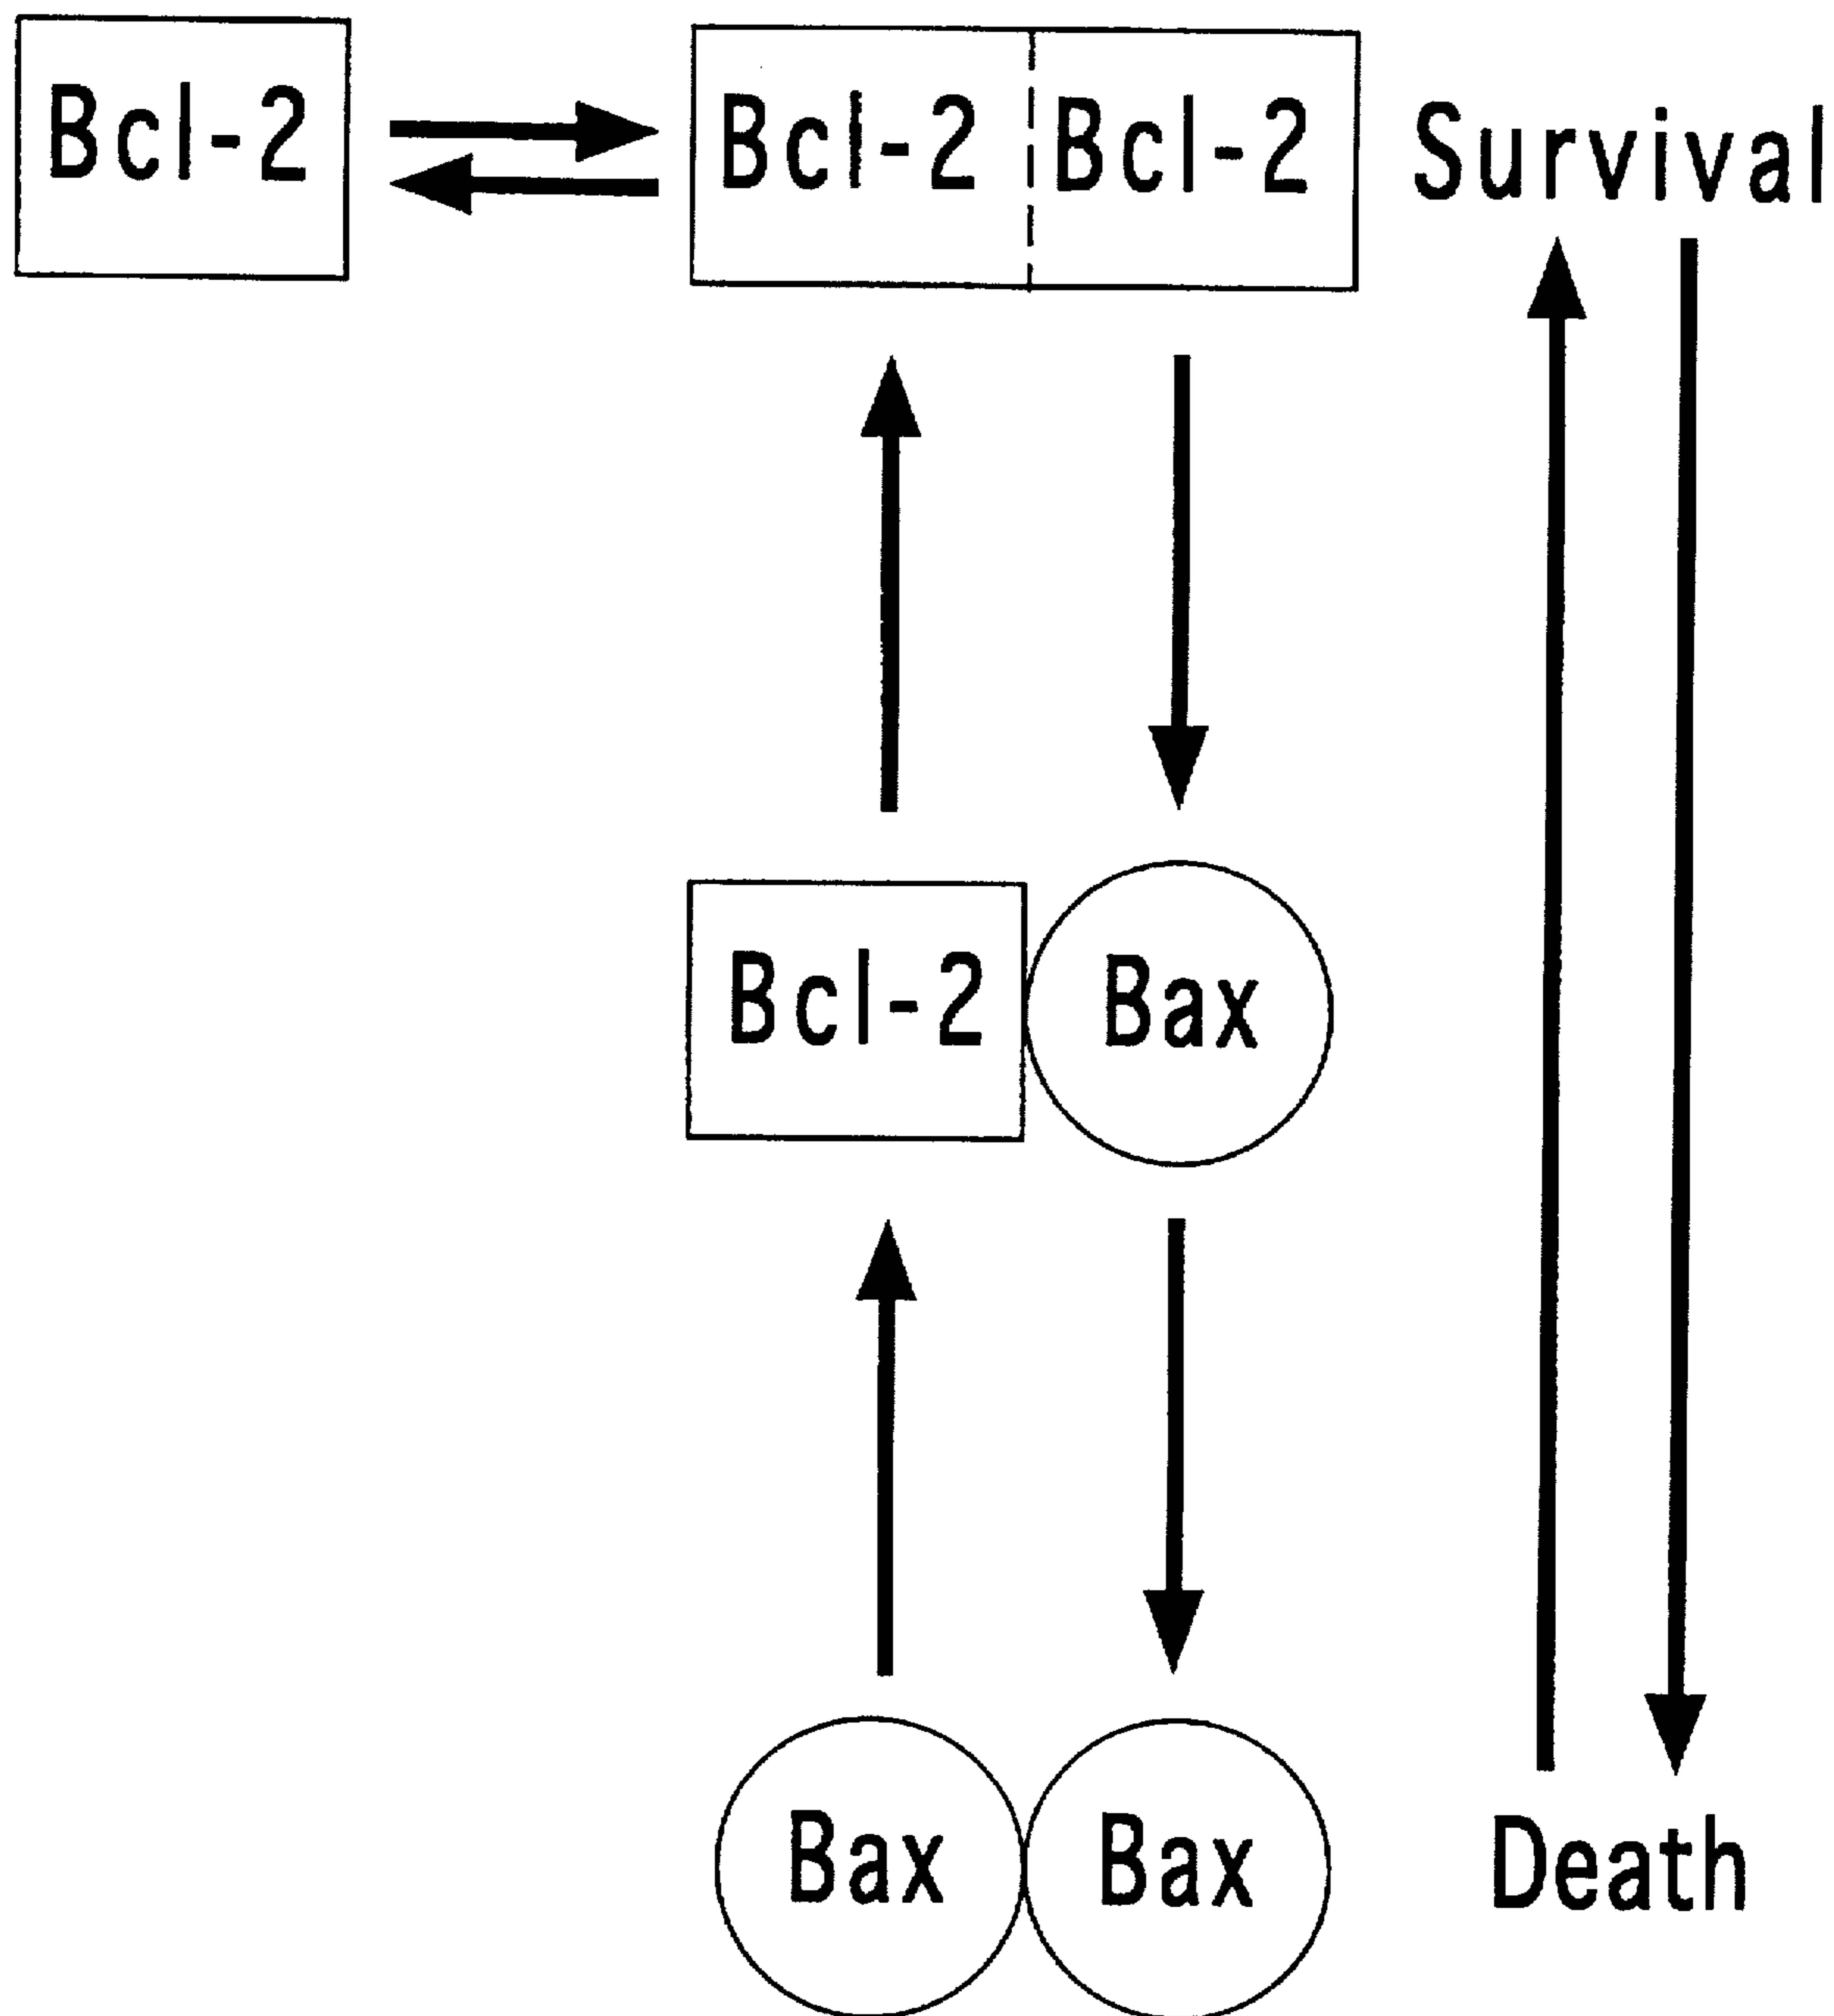 Bcl-2
Bcl-2 Bcl-2 Survival
Bcl-2 Bax
Bax Bax Death